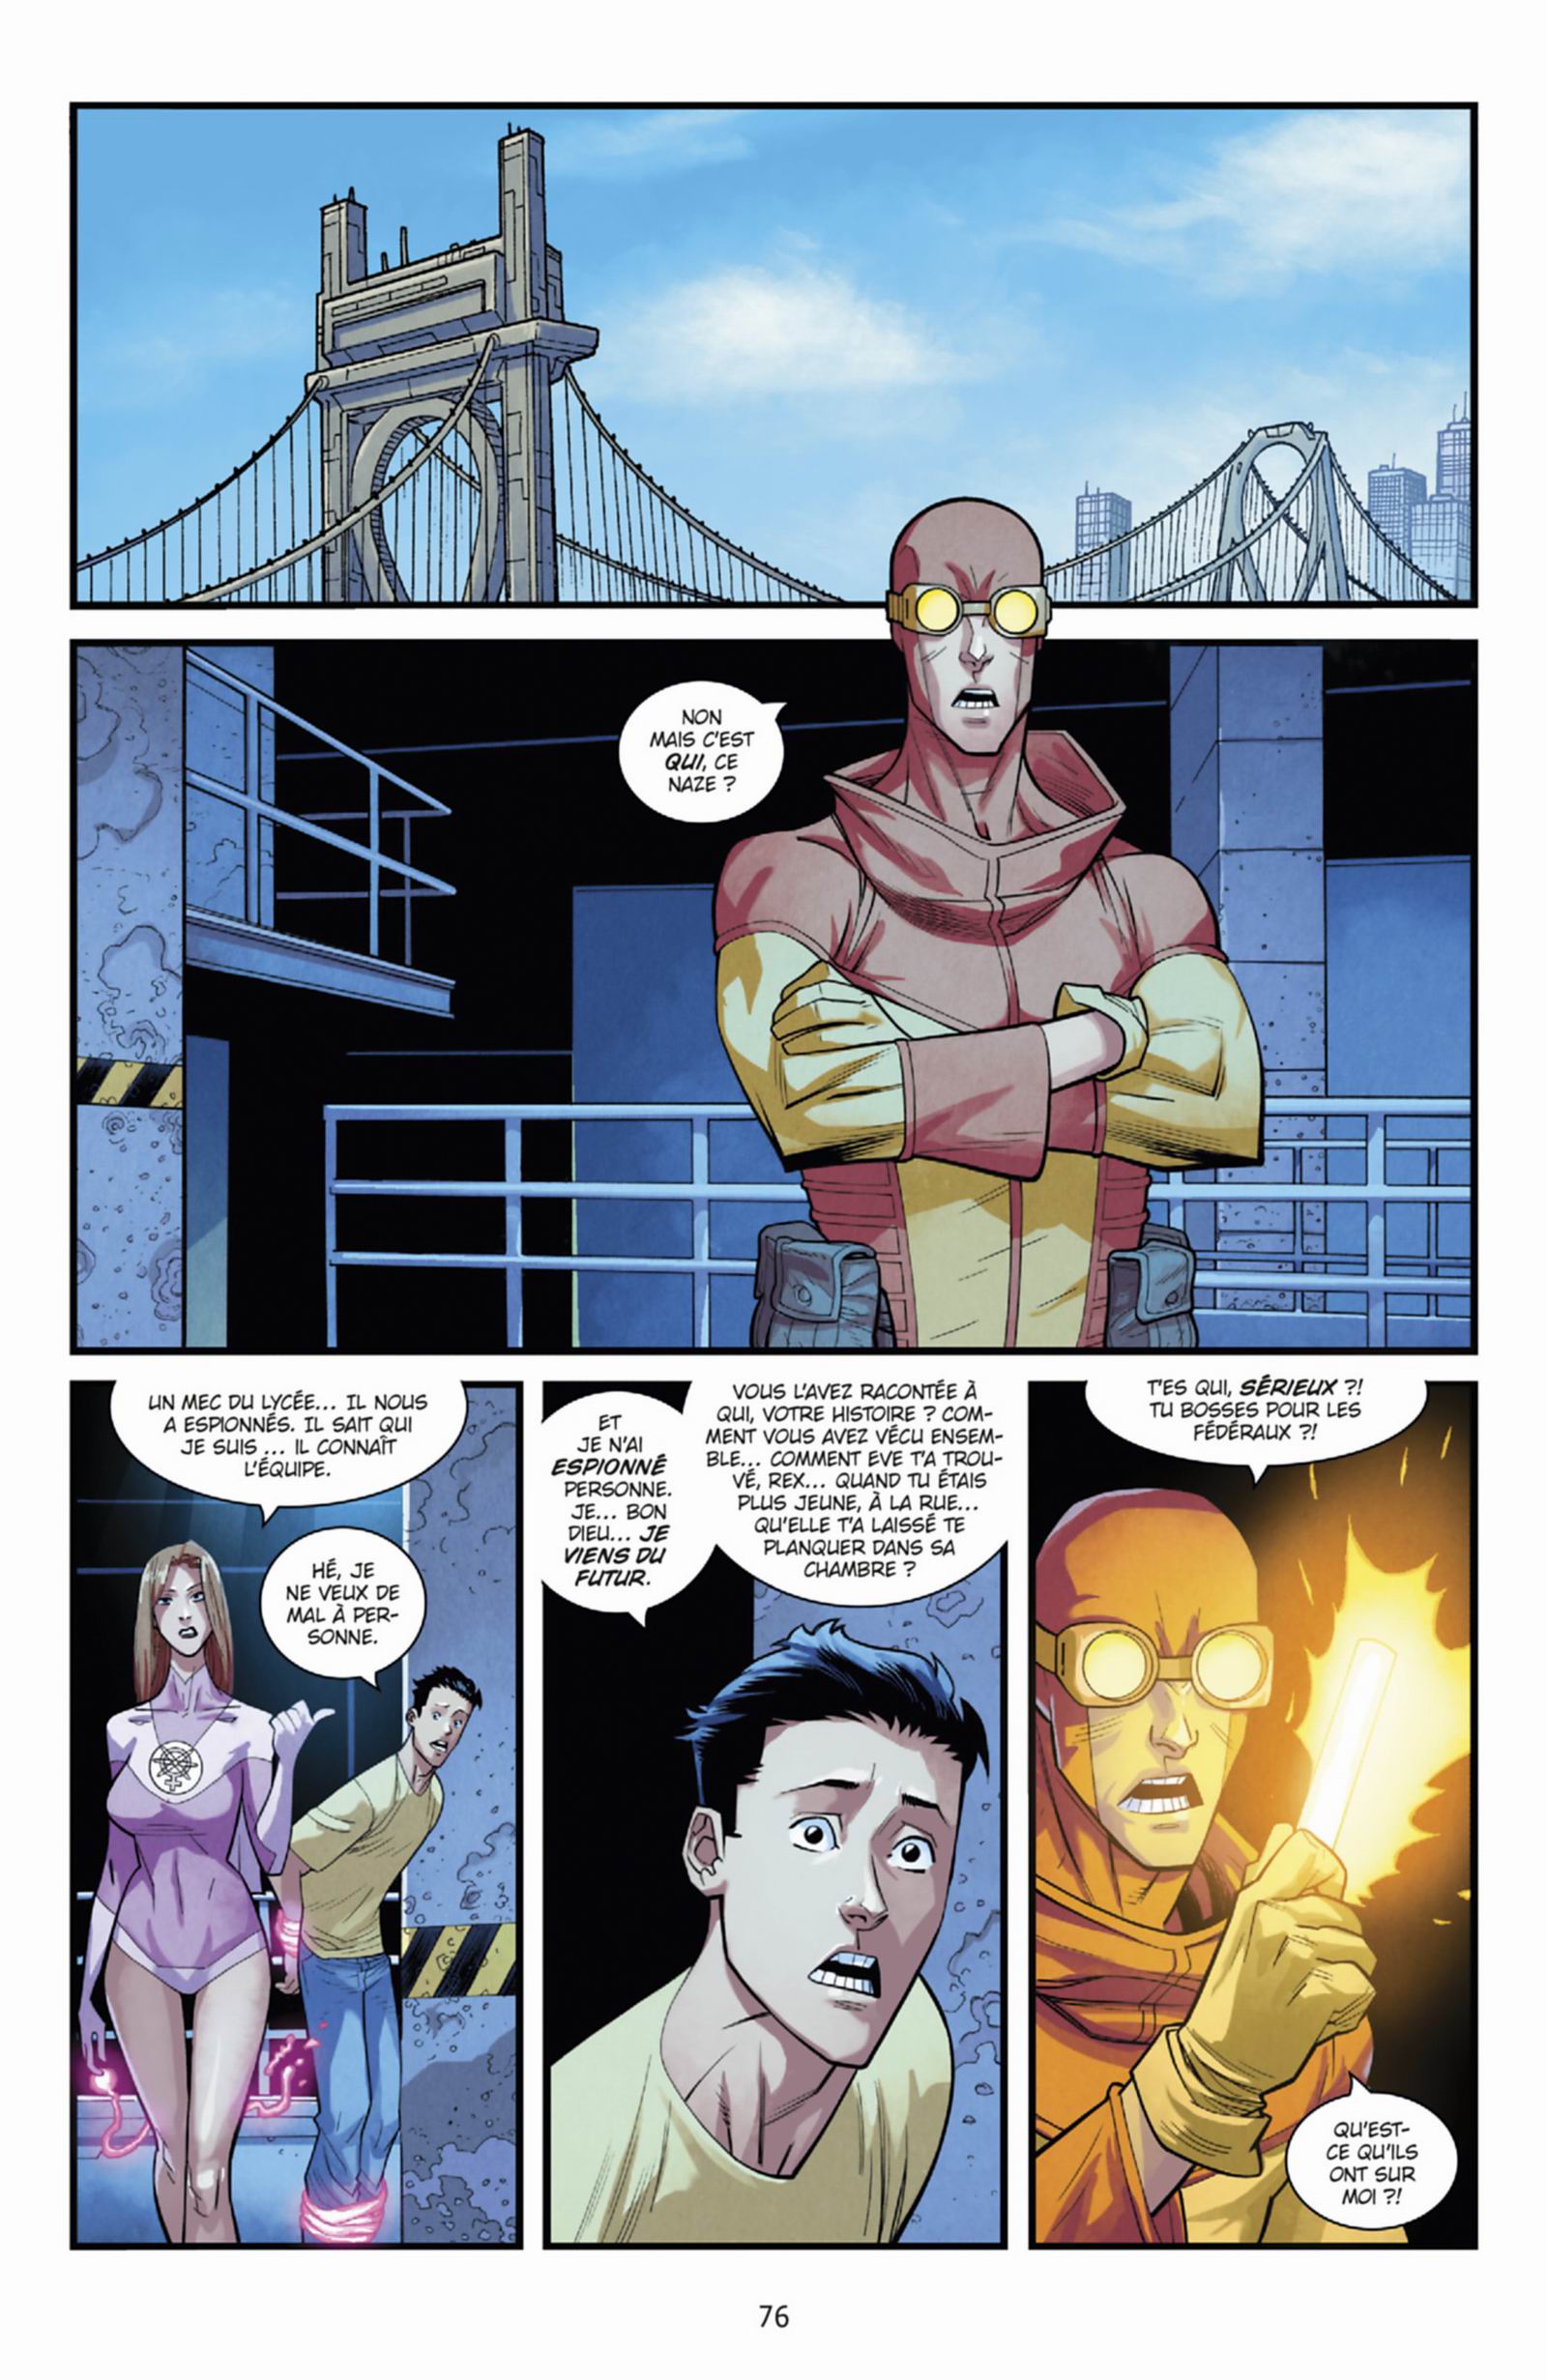 NON
MAIS C'EST
QUI, CE
NAZE ?
UN MEC DU LYCÉE... IL NOUS
A ESPIONNÉS. IL SAIT QUI
JE SUIS ... IL CONNAÎT
L'ÉQUIPE.
HÉ, JE
NE VEUX DE
MAL À PER-
SONNE.
ET
JE N'AI
ESPIONNÉ
PERSONNE.
JE... BON
DIEU... JE
VIENS DU
FUTUR.
VOUS L'AVEZ RACONTÉE À
QUI, VOTRE HISTOIRE ? COM-
MENT VOUS AVEZ VÉCU ENSEM-
BLE... COMMENT EVE T'A TROU-
VÉ, REX... QUAND TU ÉTAIS
PLUS JEUNE, À LA RUE...
QU'ELLE T'A LAISSÉ TE
PLANQUER DANS SA
CHAMBRE ?
T'ES QUI, SÉRIEUX ?!
TU BOSSES POUR LES
FÉDÉRAUX ?!
QU'EST-
CE QU'ILS
ONT SUR
MOI ?!
76